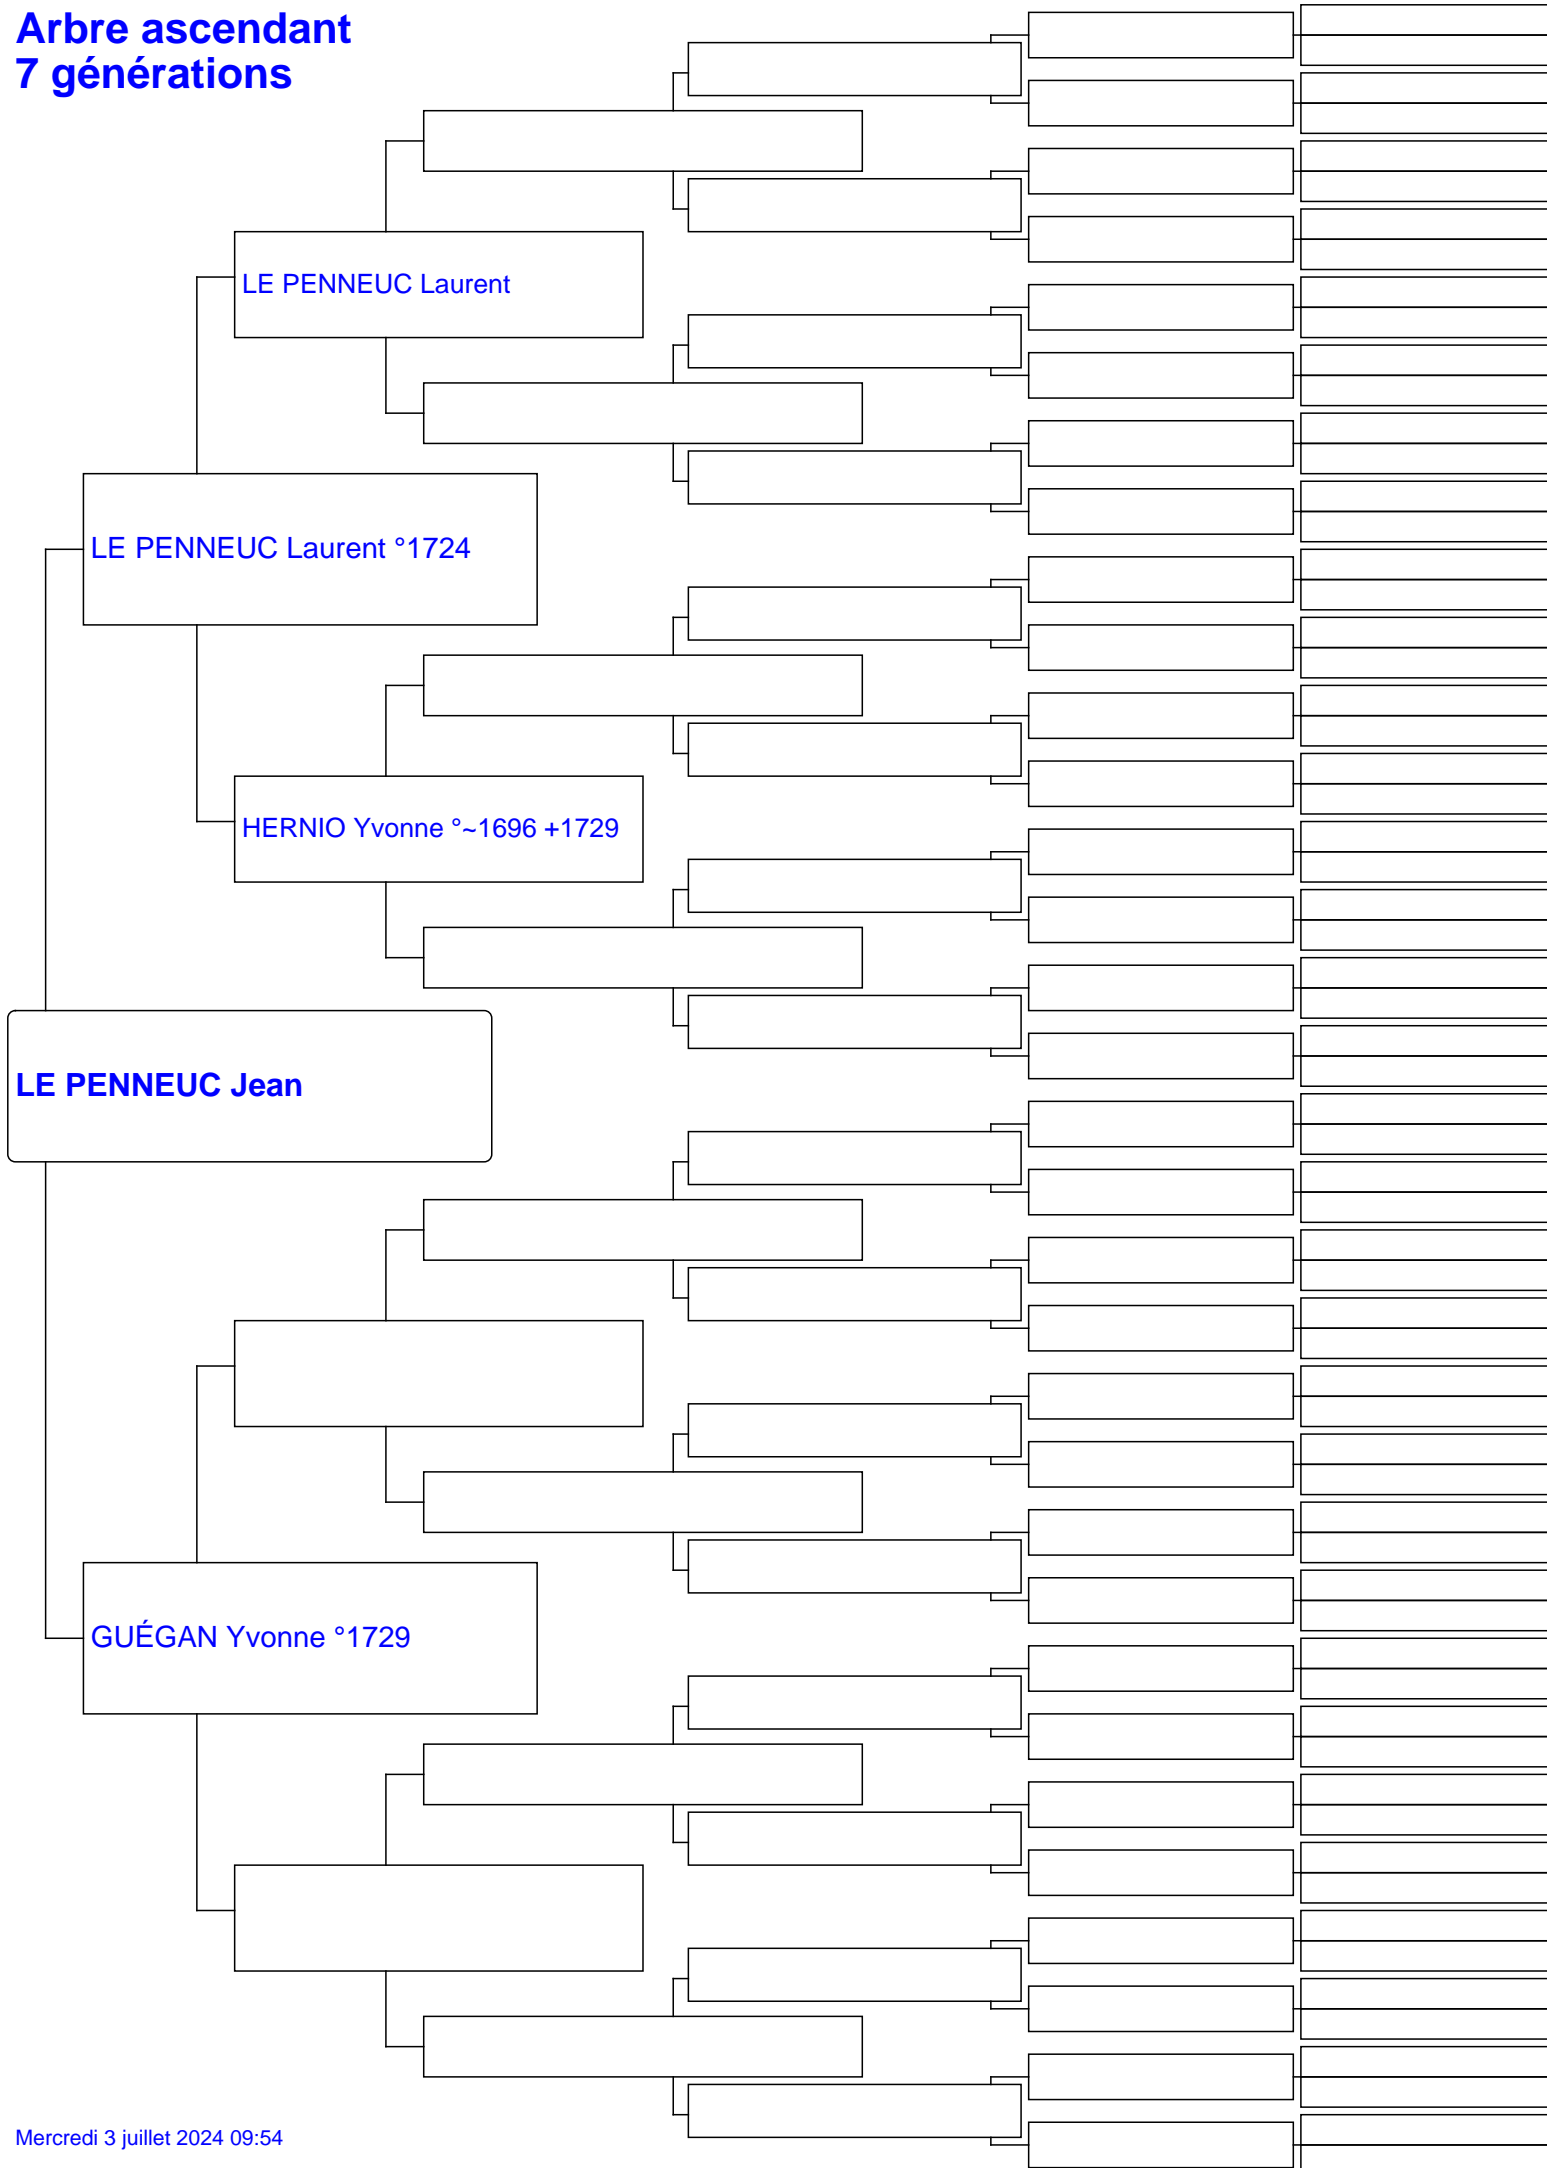 Arbre ascendant
7 générations
LE PENNEUC Laurent
LE PENNEUC Laurent °1724
HERNIO Yvonne °~1696 +1729
LE PENNEUC Jean
GUÉGAN Yvonne °1729
Mercredi 3 juillet 2024 09:54